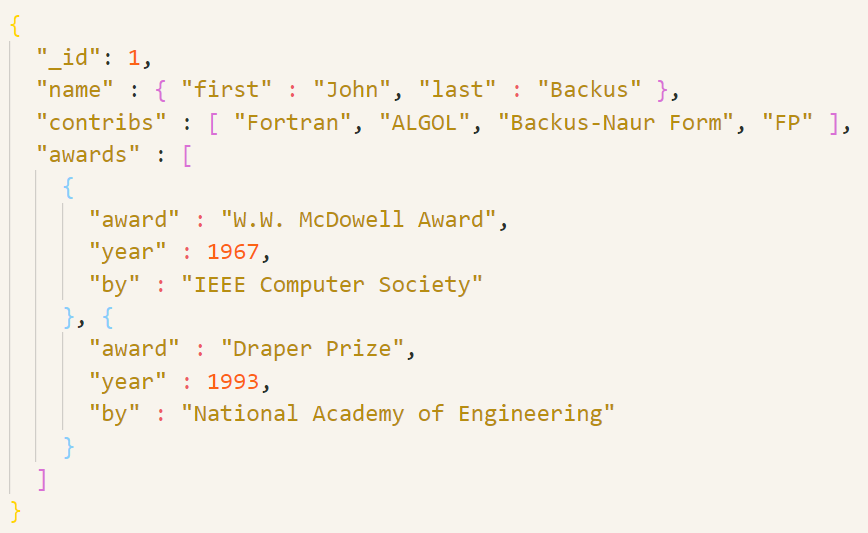 {
  "_id": 1,
  "name" : { "first" : "John", "last" : "Backus" },
  "contribs" : [ "Fortran", "ALGOL", "Backus-Naur Form", "FP" ],
  "awards" : [
    {
      "award" : "W.W. McDowell Award",
      "year" : 1967,
      "by" : "IEEE Computer Society"
    }, {
      "award" : "Draper Prize",
      "year" : 1993,
      "by" : "National Academy of Engineering"
    }
  ]
}